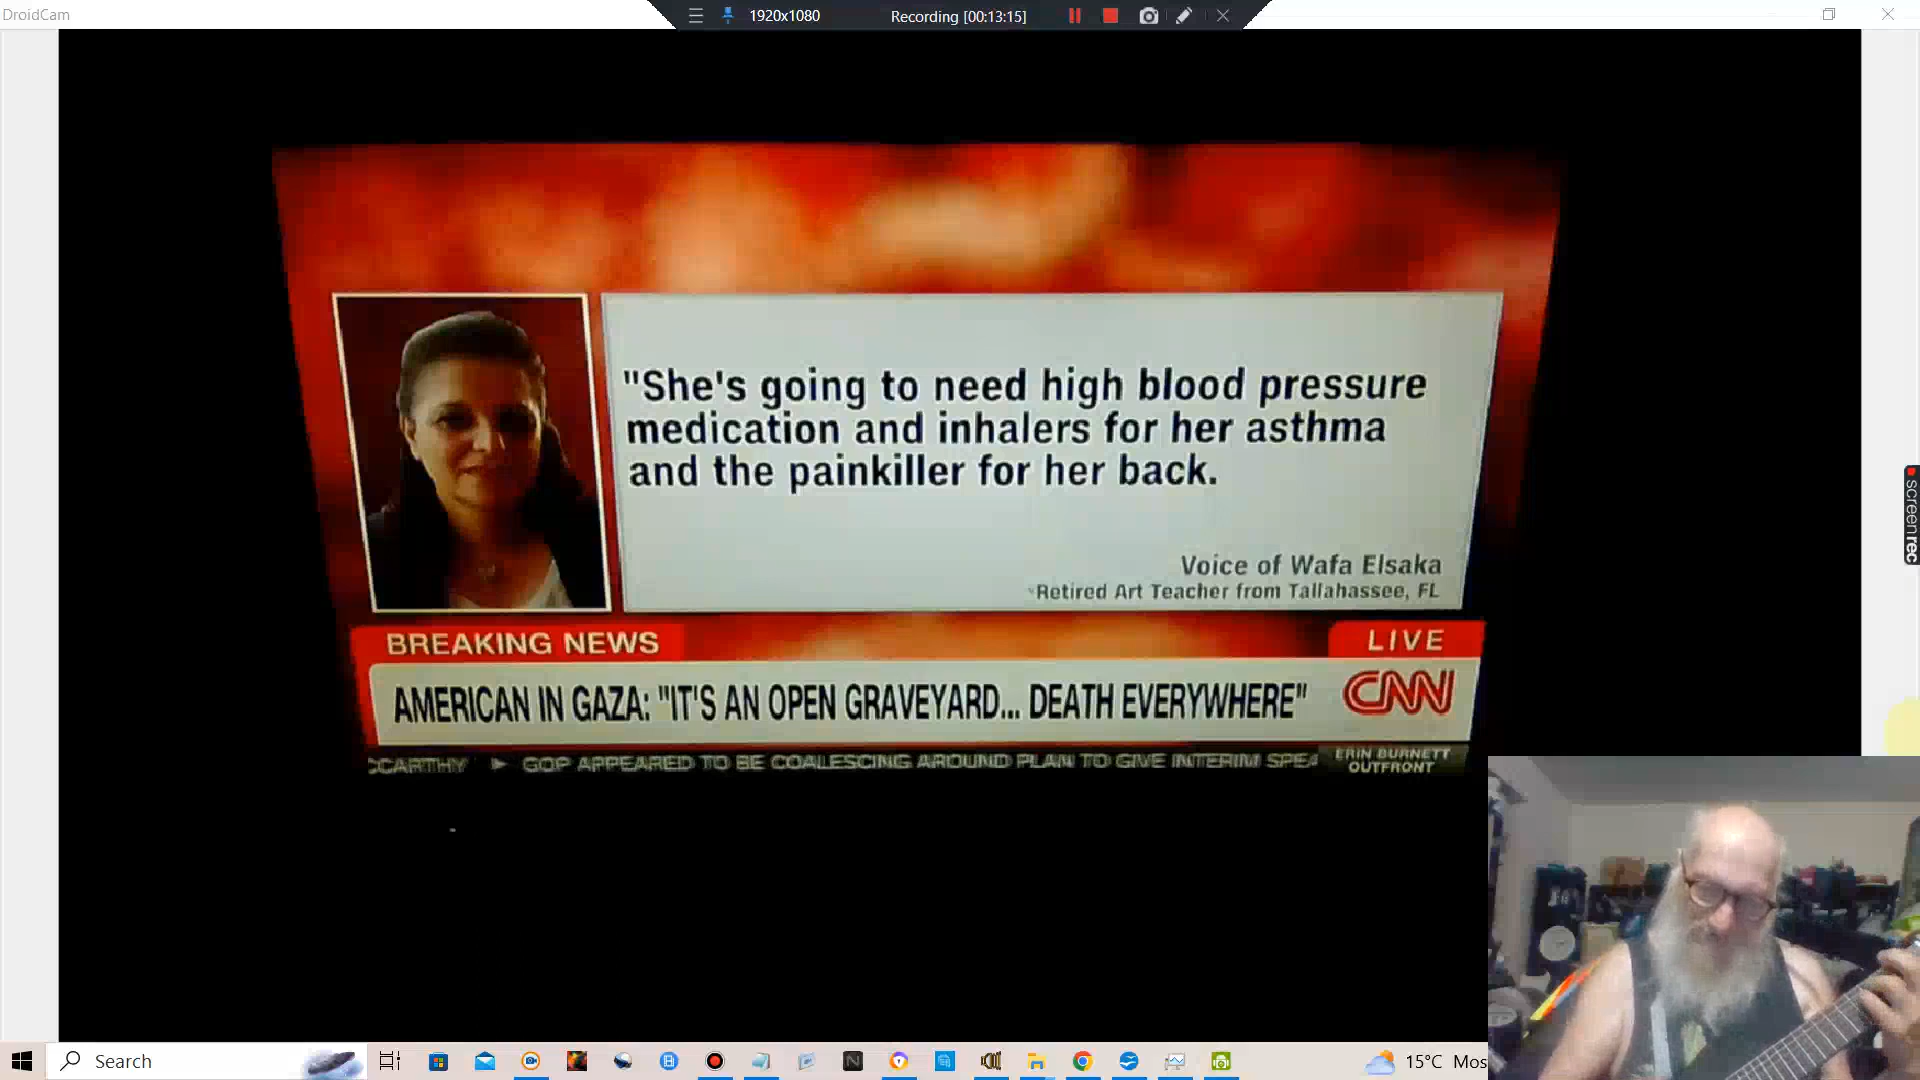 DroidCam
1920x1080
Recording [00:13:15]
"She's going to need high blood pressure
medication and inhalers for her asthma
and the painkiller for her back.
Voice of Wafa Elsaka
Retired Art Teacher from Tallahassee, FL
BREAKING NEWS
LIVE
AMERICAN IN GAZA: "IT'S AN OPEN GRAVEYARD... DEATH EVERYWHERE"
CNN
CCARTHY ► GOP APPEARED TO BE COALESCING AROUND PLAN TO GIVE INTERIM SPEA
ERIN BURNETT
OUTFRONT
screenrec
Search
15°C Mos